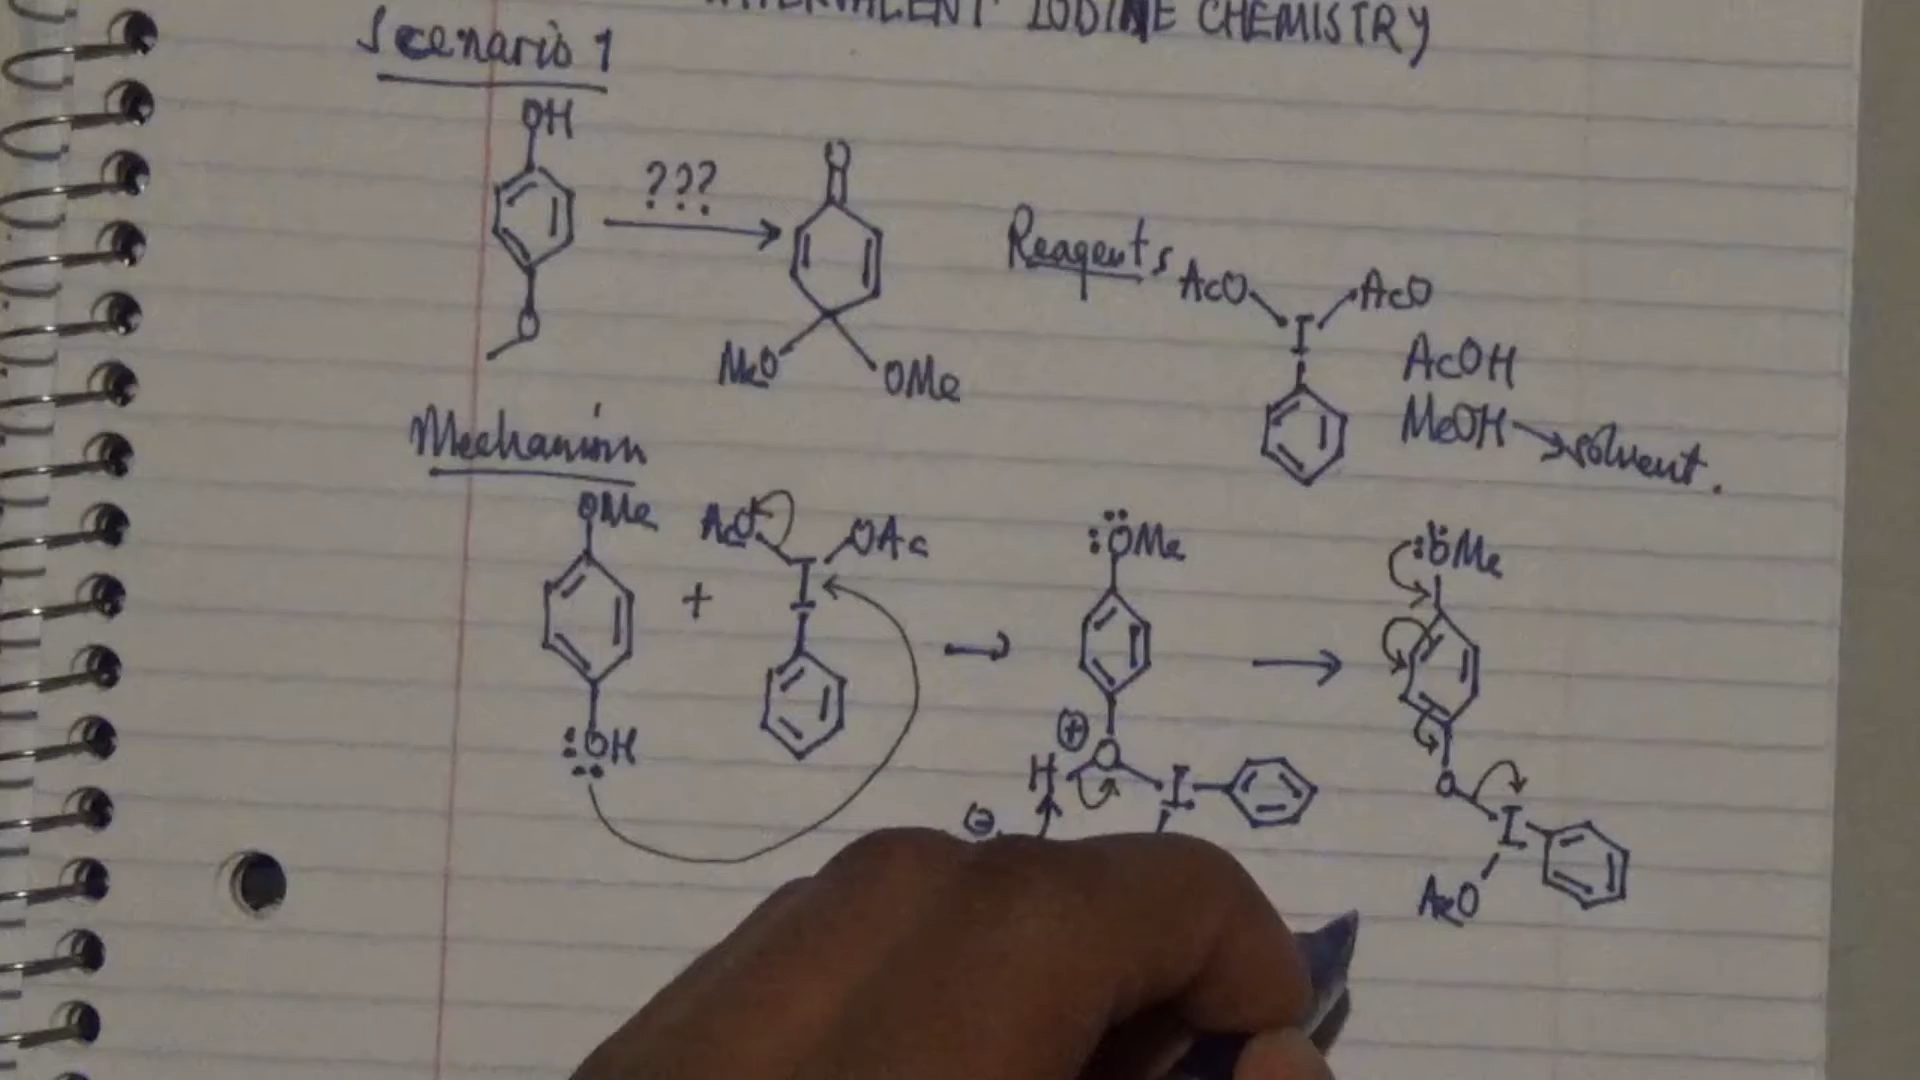 IODINE CHEMISTRY
Scenario 1
OH
???
O
O
MeO
OMe
Reagents
AcO
AcO
I
AcOH
MeOH → solvent.
Mechanism
OMe
+
AcO
OAc
I
:OH
:OMe
+
H
O
I
:OMe
O
I
AcO